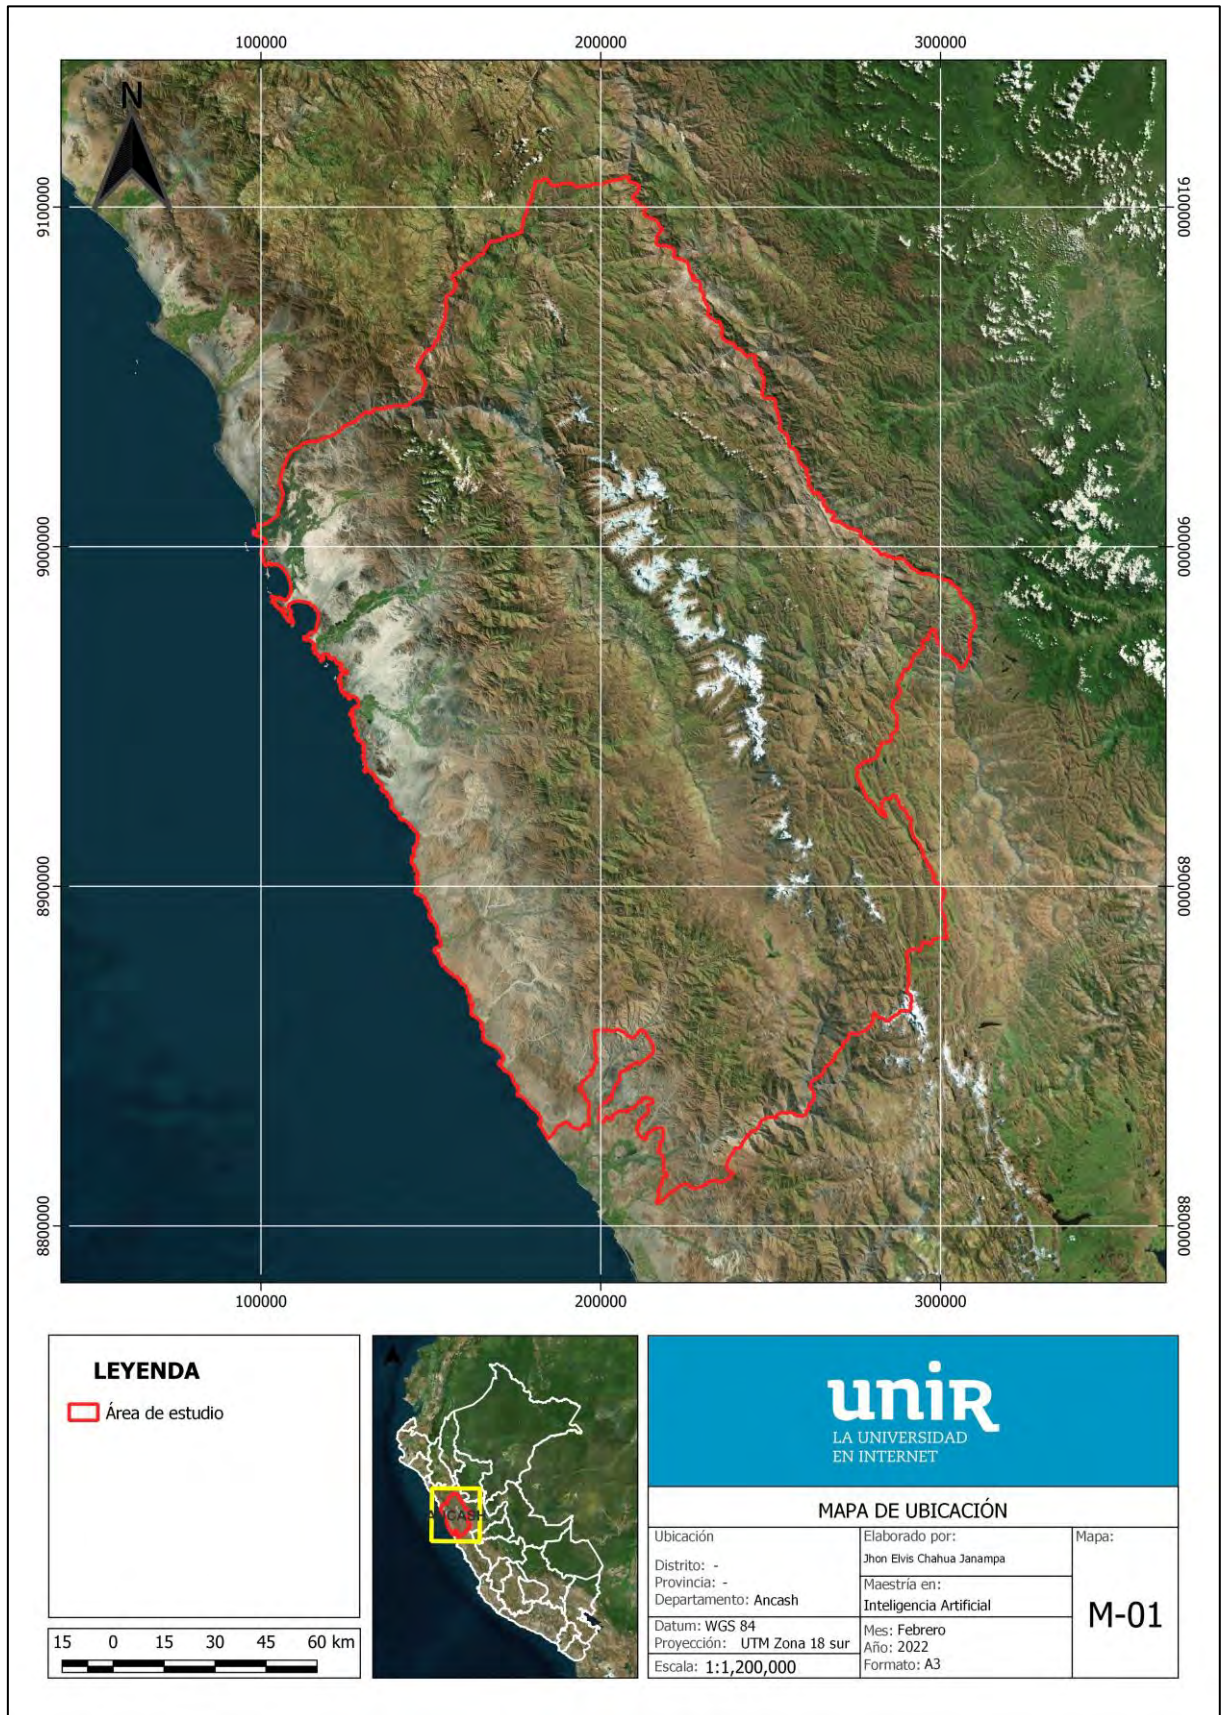 100000 200000 300000
N
9100000 9100000
9000000 9000000
8900000 8900000
8800000 8800000
100000 200000 300000
LEYENDA
Área de estudio
15 0 15 30 45 60 km
ANCASH
unir
LA UNIVERSIDAD
EN INTERNET
MAPA DE UBICACIÓN
Ubicación
Distrito: -
Provincia: -
Departamento: Ancash
Datum: WGS 84
Proyección: UTM Zona 18 sur
Escala: 1:1,200,000
Elaborado por:
Jhon Elvis Chahua Janampa
Maestría en:
Inteligencia Artificial
Mes: Febrero
Año: 2022
Formato: A3
Mapa:
M-01